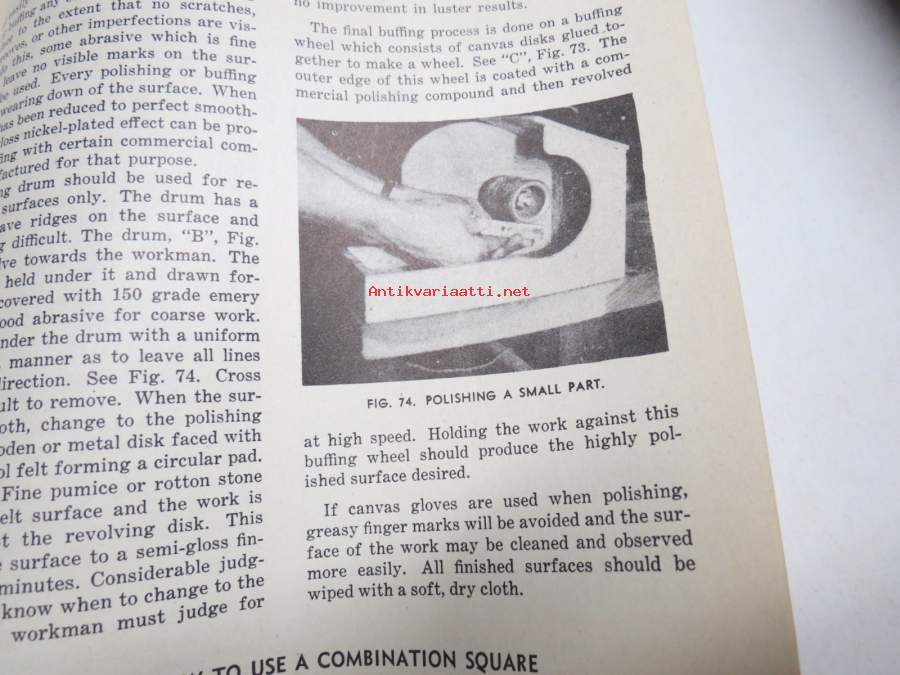 buffing any
to the extent that no scratches,
or other imperfections are vis-
this, some abrasive which is fine
leave no visible marks on the sur-
be used. Every polishing or buffing
wearing down of the surface. When
has been reduced to perfect smooth-
gloss nickel-plated effect can be pro-
ing with certain commercial com-
factured for that purpose.
ng drum should be used for re-
surfaces only. The drum has a
ave ridges on the surface and
g difficult. The drum, "B", Fig.
lve towards the workman. The
held under it and drawn for-
covered with 150 grade emery
ood abrasive for coarse work.
nder the drum with a uniform
manner as to leave all lines
direction. See Fig. 74. Cross
ult to remove. When the sur-
oth, change to the polishing
oden or metal disk faced with
ol felt forming a circular pad.
Fine pumice or rotton stone
elt surface and the work is
st the revolving disk. This
e surface to a semi-gloss fin-
minutes. Considerable judg-
know when to change to the
workman must judge for
no improvement in luster results.
The final buffing process is done on a buffing
wheel which consists of canvas disks glued to-
gether to make a wheel. See "C", Fig. 73. The
outer edge of this wheel is coated with a com-
mercial polishing compound and then revolved
Antikvariaatti.net
FIG. 74. POLISHING A SMALL PART.
at high speed. Holding the work against this
buffing wheel should produce the highly pol-
ished surface desired.
If canvas gloves are used when polishing,
greasy finger marks will be avoided and the sur-
face of the work may be cleaned and observed
more easily. All finished surfaces should be
wiped with a soft, dry cloth.
TO USE A COMBINATION SQUARE